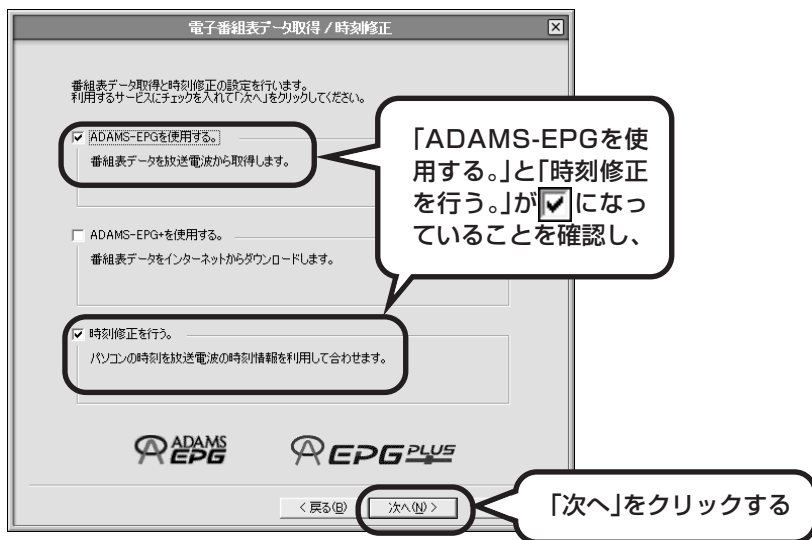 電子番組表データ取得 / 時刻修正
番組表データ取得と時刻修正の設定を行います。
利用するサービスにチェックを入れて「次へ」をクリックしてください。
ADAMS-EPGを使用する。
番組表データを放送電波から取得します。
「ADAMS-EPGを使
用する。」と「時刻修正
を行う。」が になっ
ていることを確認し、
ADAMS-EPG+を使用する。
番組表データをインターネットからダウンロードします。
時刻修正を行う。
パソコンの時刻を放送電波の時刻情報を利用して合わせます。
ADAMS
EPG
EPG PLUS
< 戻る(B)
次へ(N) >
「次へ」をクリックする